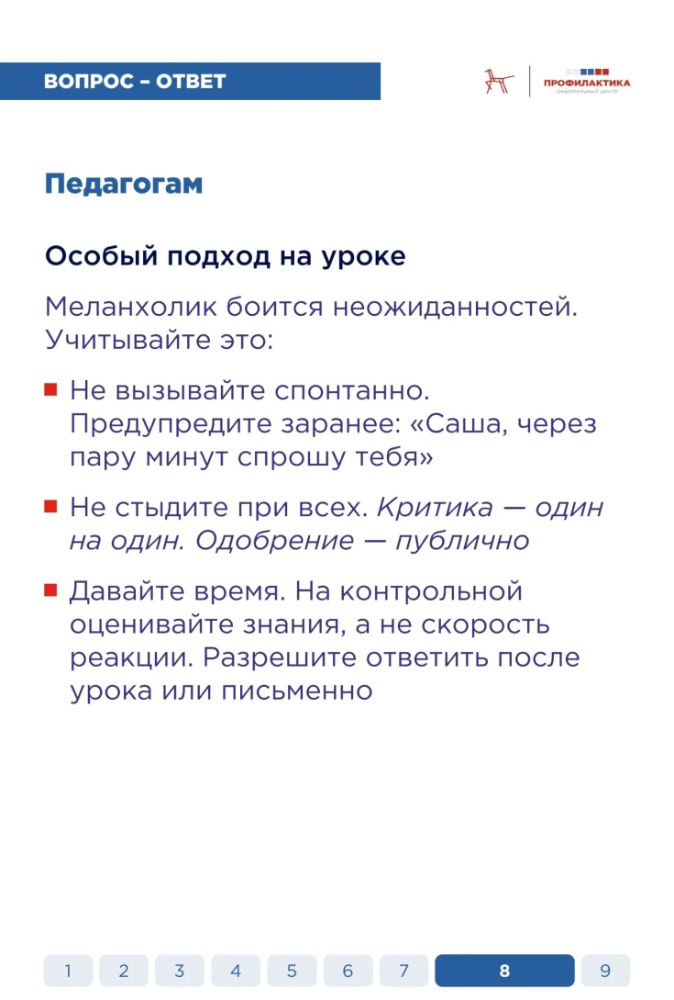 ВОПРОС – ОТВЕТ
ПРОФИЛАКТИКА
федеральный центр
Педагогам
Особый подход на уроке
Меланхолик боится неожиданностей.
Учитывайте это:
Не вызывайте спонтанно.
Предупредите заранее: «Саша, через
пару минут спрошу тебя»
Не стыдите при всех. Критика — один
на один. Одобрение — публично
Давайте время. На контрольной
оценивайте знания, а не скорость
реакции. Разрешите ответить после
урока или письменно
1 2 3 4 5 6 7 8 9